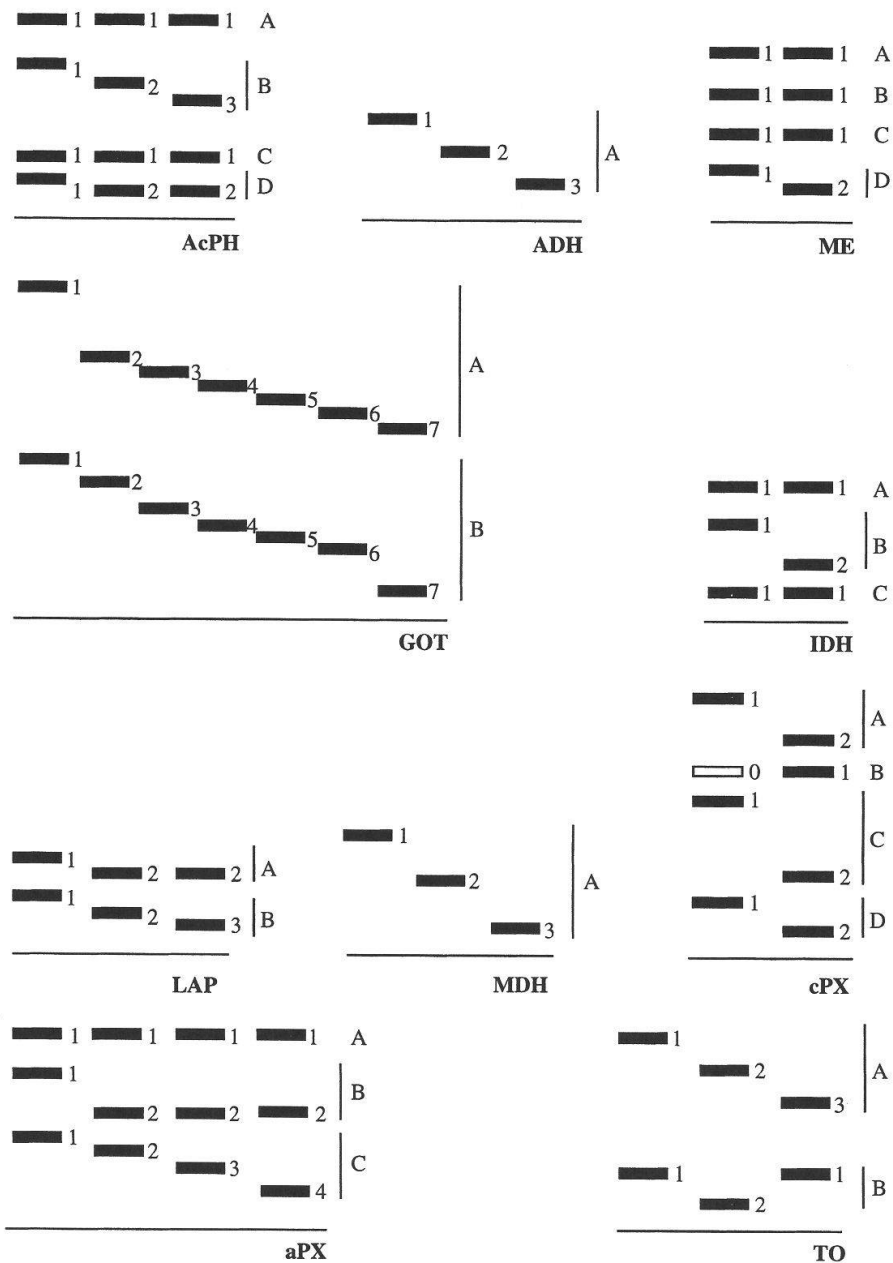 1 1 1 A
1 2 3 B
1 1 1 C
1 2 2 D
AcPH
1 2 3 A
ADH
1 1 A
1 1 B
1 1 C
1 2 D
ME
1 2 3 4 5 6 7 A
1 2 3 4 5 6 7 B
GOT
1 1 A
1 2 B
1 1 C
IDH
1 2 2 A
1 2 3 B
LAP
1 2 3 A
MDH
1 2 A
0 1 B
1 2 C
1 2 D
cPX
1 1 1 1 A
1 2 2 2 B
1 2 3 4 C
aPX
1 2 3 A
1 2 1 B
TO